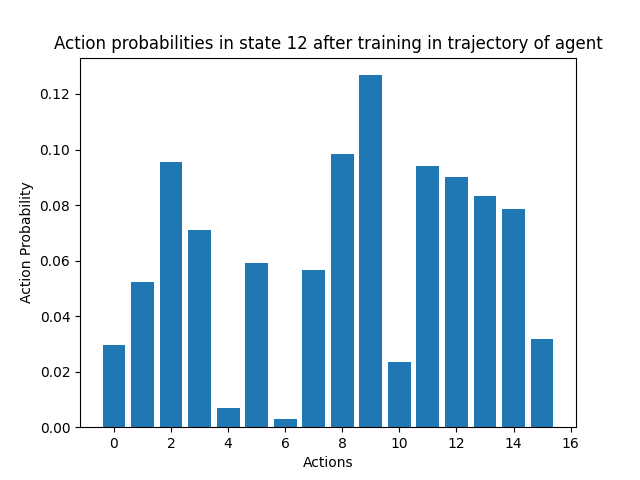 Action probabilities in state 12 after training in trajectory of agent
0.12
0.10
0.08
0.06
0.04
0.02
0.00
Action Probability
0 2 4 6 8 10 12 14 16
Actions